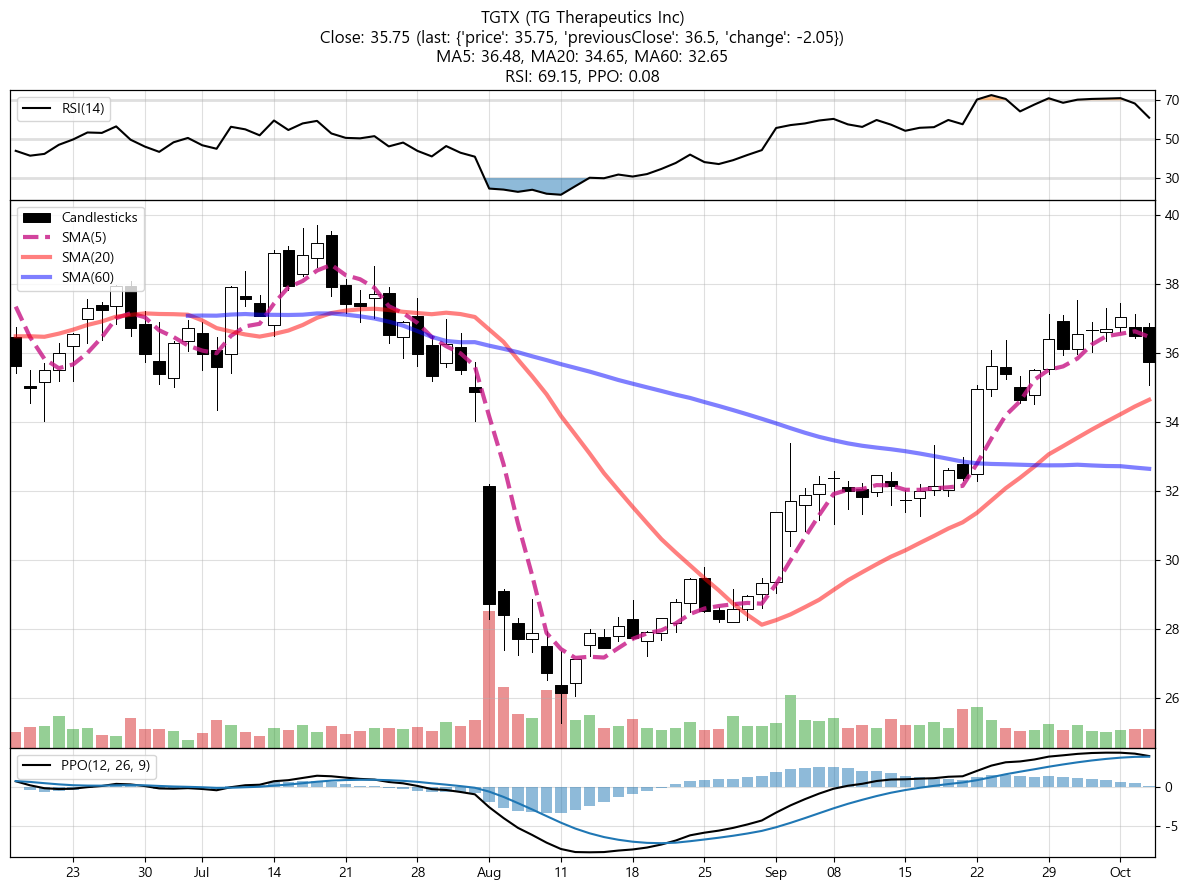 TGTX (TG Therapeutics Inc)
Close: 35.75 (last: {'price': 35.75, 'previousClose': 36.5, 'change': -2.05})
MA5: 36.48, MA20: 34.65, MA60: 32.65
RSI: 69.15, PPO: 0.08
RSI(14)
70
50
30
Candlesticks
SMA(5)
SMA(20)
SMA(60)
40
38
36
34
32
30
28
26
PPO(12, 26, 9)
0
-5
23 30 Jul 14 21 28 Aug 11 18 25 Sep 08 15 22 29 Oct